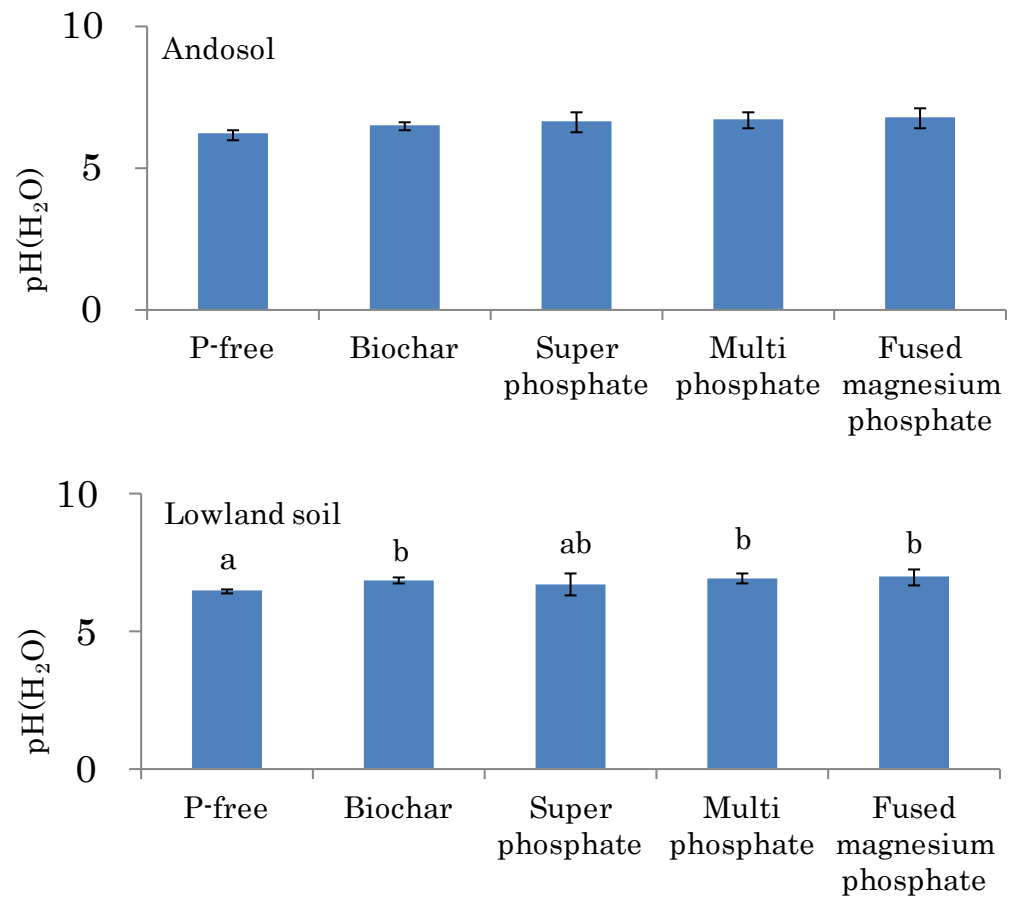 10
Andosol
5
pH(H₂O)
0
P-free
Biochar
Super
phosphate
Multi
phosphate
Fused
magnesium
phosphate
10
Lowland soil
a
b
ab
b
b
5
pH(H₂O)
0
P-free
Biochar
Super
phosphate
Multi
phosphate
Fused
magnesium
phosphate